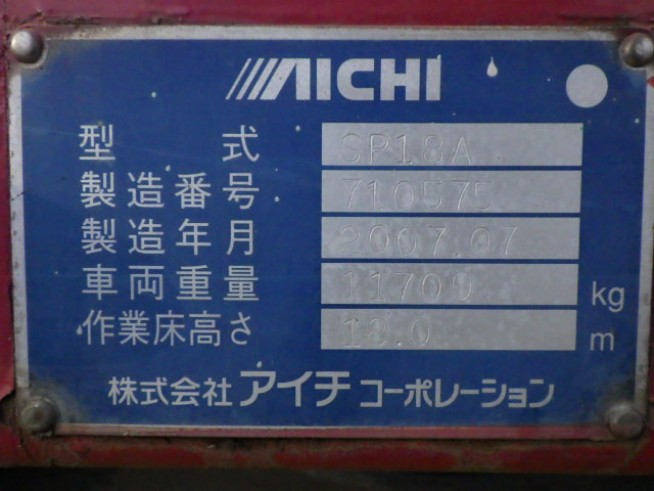 AICHI
型式 SP18A
製造番号 710575
製造年月 2007.07
車両重量 11700 kg
作業床高さ 18.0 m
株式会社 アイチ コーポレーション